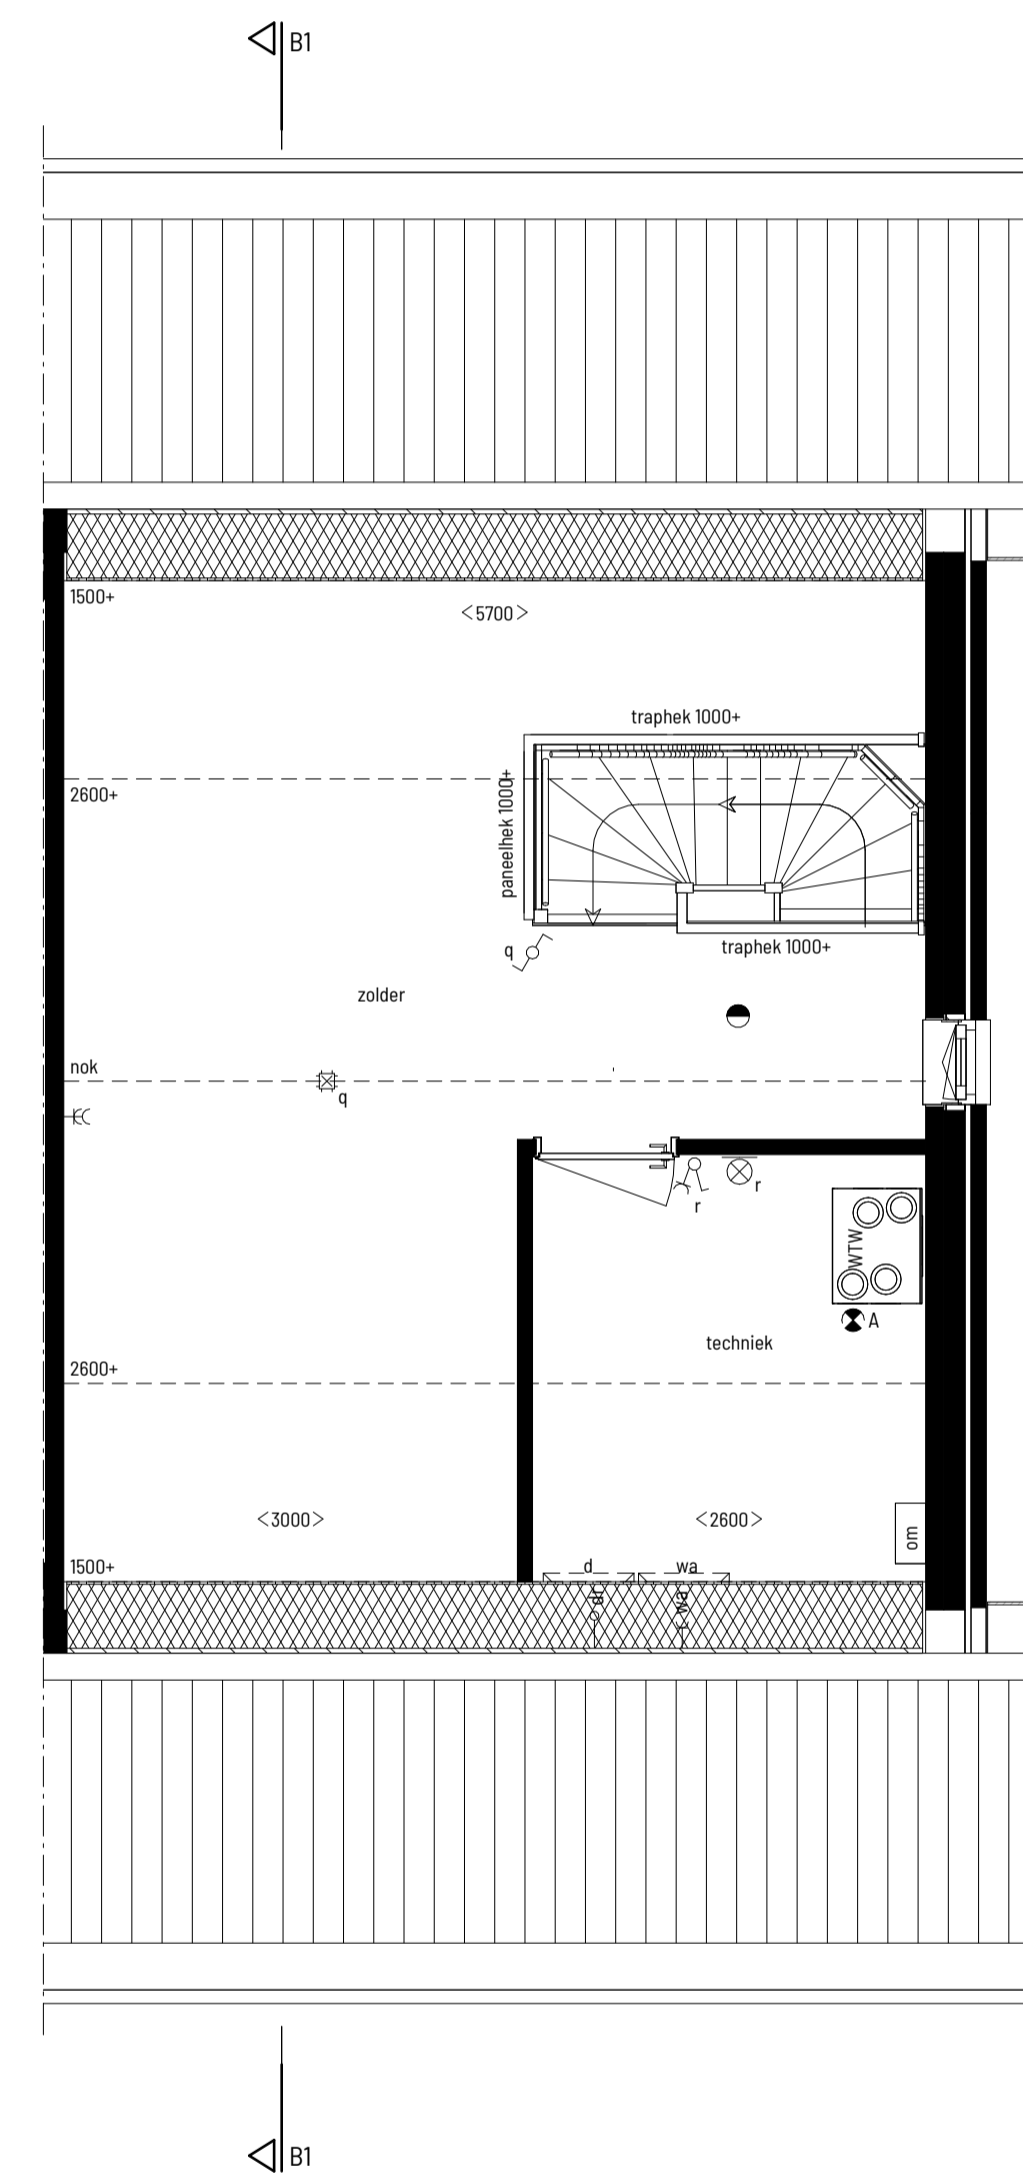 B1
1500+
<5700>
traphek 1000+
2600+
paneelhek 1000+
traphek 1000+
q
zolder
nok
q
r
r
WTW
A
techniek
2600+
<3000>
<2600>
om
1500+
d
wa
dr
wa
B1